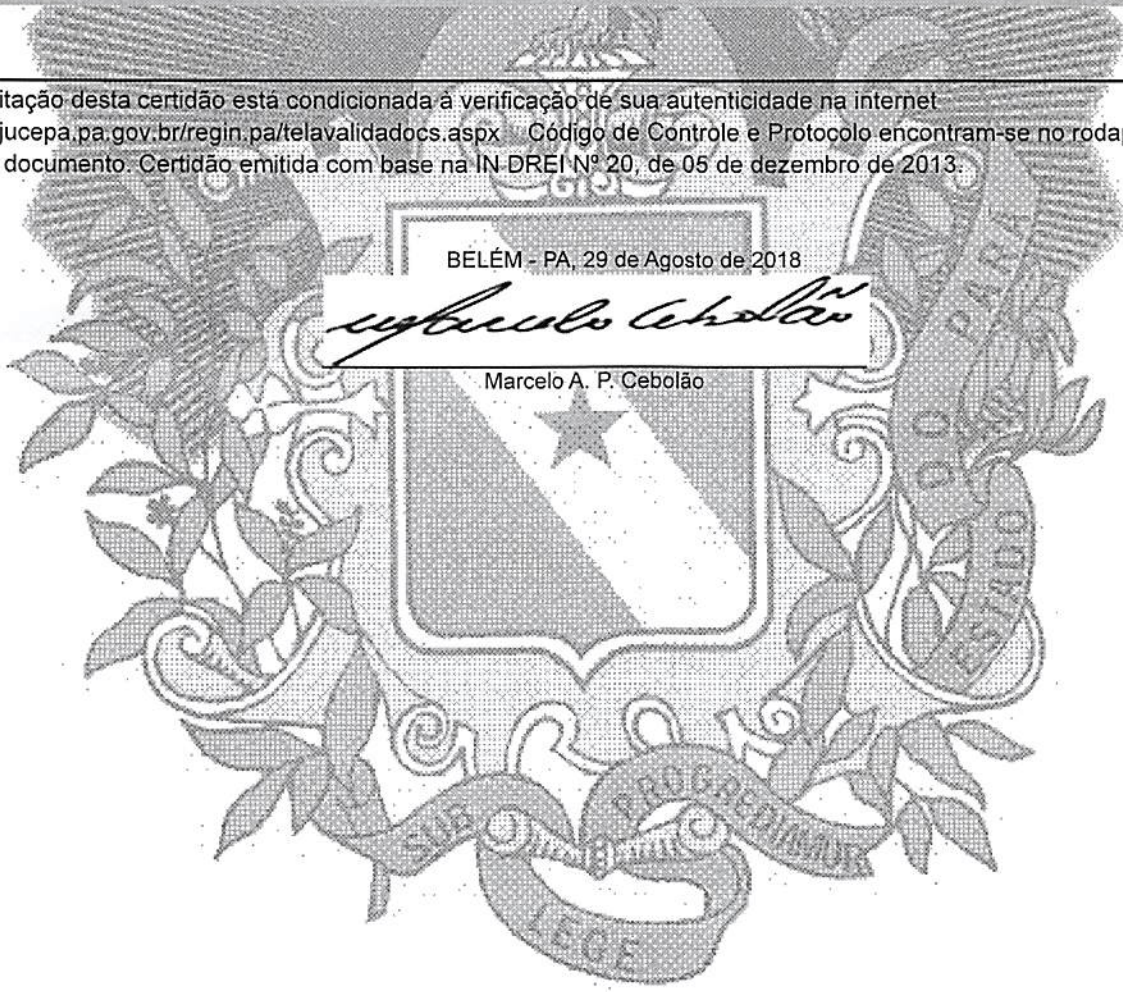 itação desta certidão está condicionada à verificação de sua autenticidade na internet
jucepa.pa.gov.br/regin.pa/telavalidadocs.aspx Código de Controle e Protocolo encontram-se no rodap
documento. Certidão emitida com base na IN DREI Nº 20, de 05 de dezembro de 2013.
BELÉM - PA, 29 de Agosto de 2018
Marcelo Cebolão
Marcelo A. P. Cebolão
ESTADO DO PARÁ
SUB LEGE PROGREDIAMUR